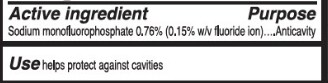 Active ingredient Purpose
Sodium monofluorophosphate 0.76% (0.15% w/v fluoride ion)....Anticavity
Use helps protect against cavities